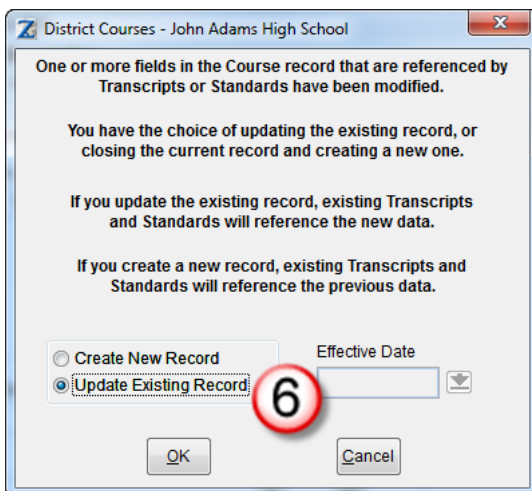 District Courses - John Adams High School
One or more fields in the Course record that are referenced by
Transcripts or Standards have been modified.
You have the choice of updating the existing record, or
closing the current record and creating a new one.
If you update the existing record, existing Transcripts
and Standards will reference the new data.
If you create a new record, existing Transcripts and
Standards will reference the previous data.
Create New Record
Effective Date
Update Existing Record
6
OK
Cancel